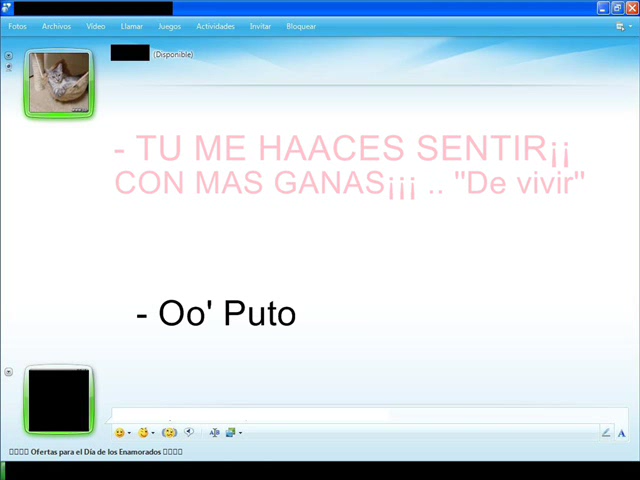 Fotos Archivos Vídeo Llamar Juegos Actividades Invitar Bloquear
(Disponible)
- TU ME HAACES SENTIR¡¡
CON MAS GANAS¡¡¡ .. "De vivir"
- Oo' Puto
Ofertas para el Día de los Enamorados